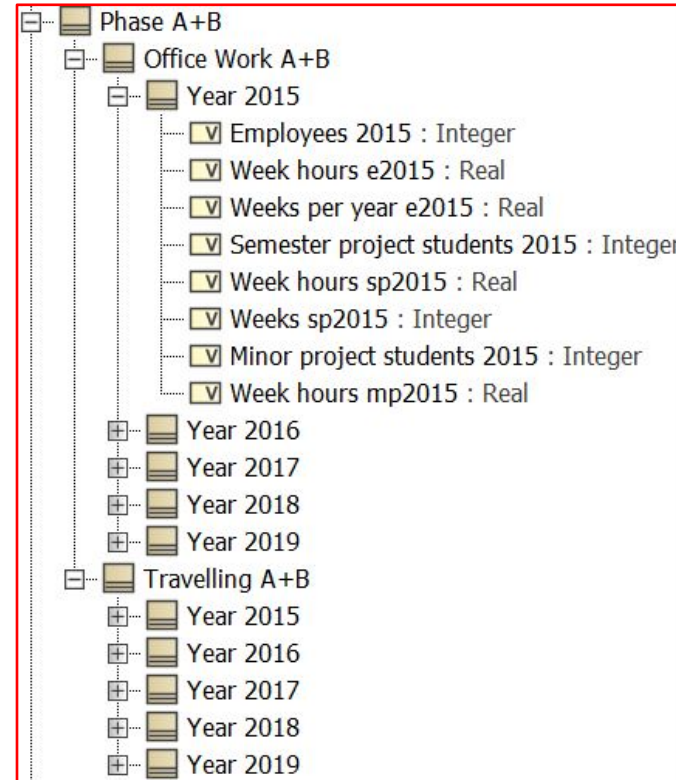 Phase A+B
Office Work A+B
Year 2015
V Employees 2015 : Integer
V Week hours e2015 : Real
V Weeks per year e2015 : Real
V Semester project students 2015 : Integer
V Week hours sp2015 : Real
V Weeks sp2015 : Integer
V Minor project students 2015 : Integer
V Week hours mp2015 : Real
Year 2016
Year 2017
Year 2018
Year 2019
Travelling A+B
Year 2015
Year 2016
Year 2017
Year 2018
Year 2019